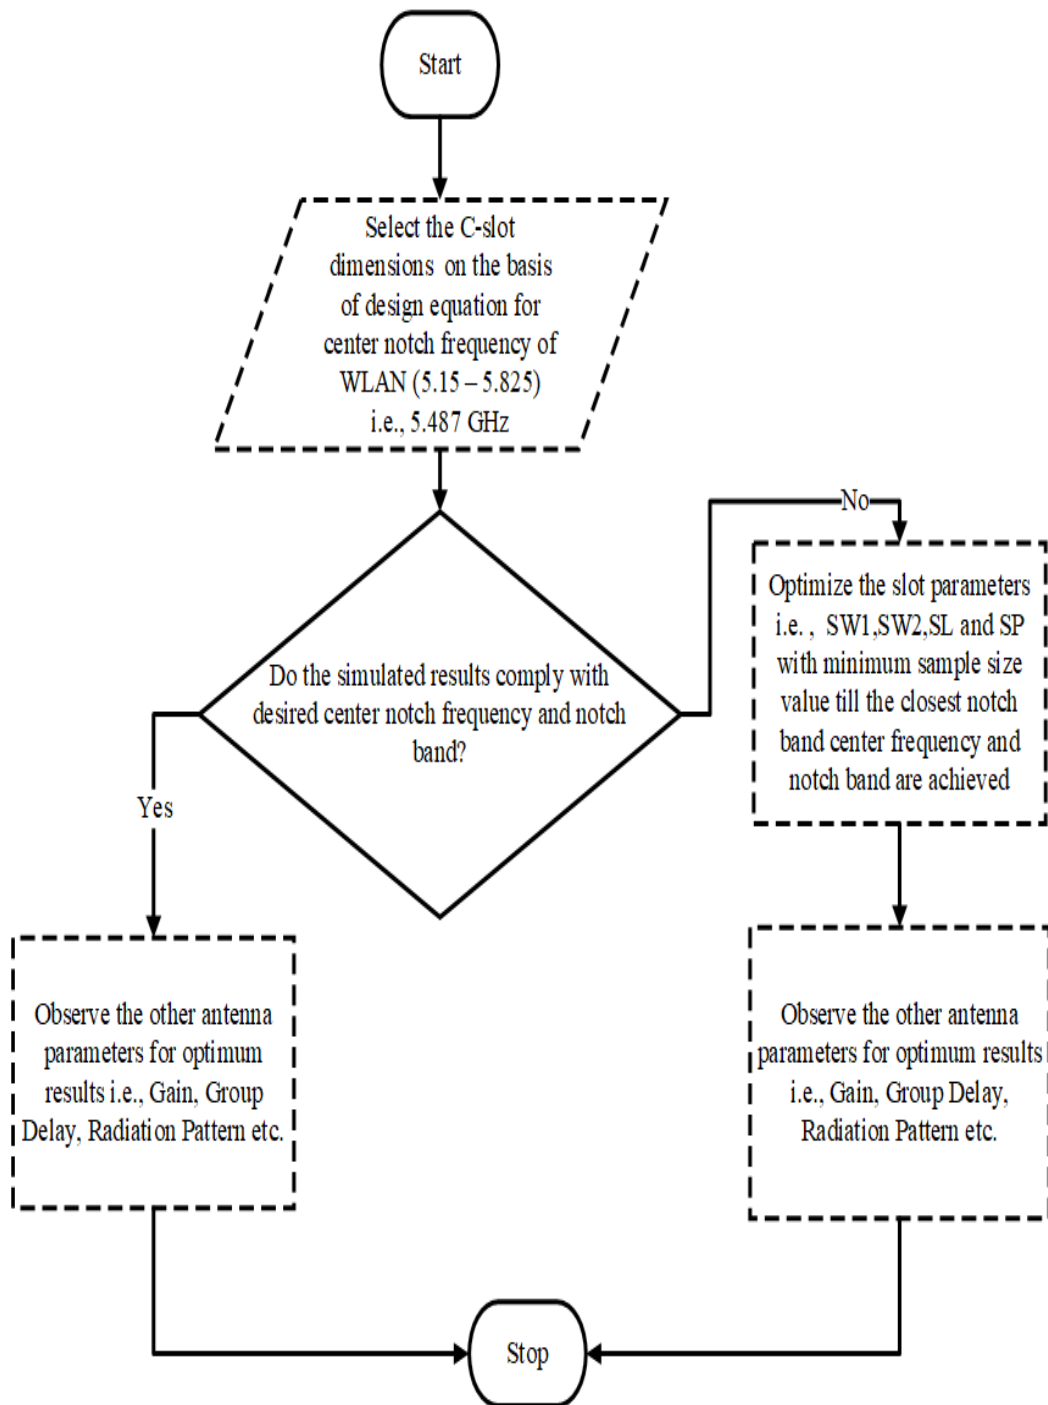 Start
Select the C-slot
dimensions on the basis
of design equation for
center notch frequency of
WLAN (5.15 – 5.825)
i.e., 5.487 GHz
No
Optimize the slot parameters
i.e. , SW1,SW2,SL and SP
with minimum sample size
value till the closest notch
band center frequency and
notch band are achieved
Do the simulated results comply with
desired center notch frequency and notch
band?
Yes
Observe the other antenna
parameters for optimum
results i.e., Gain, Group
Delay, Radiation Pattern etc.
Observe the other antenna
parameters for optimum results
i.e., Gain, Group Delay,
Radiation Pattern etc.
Stop